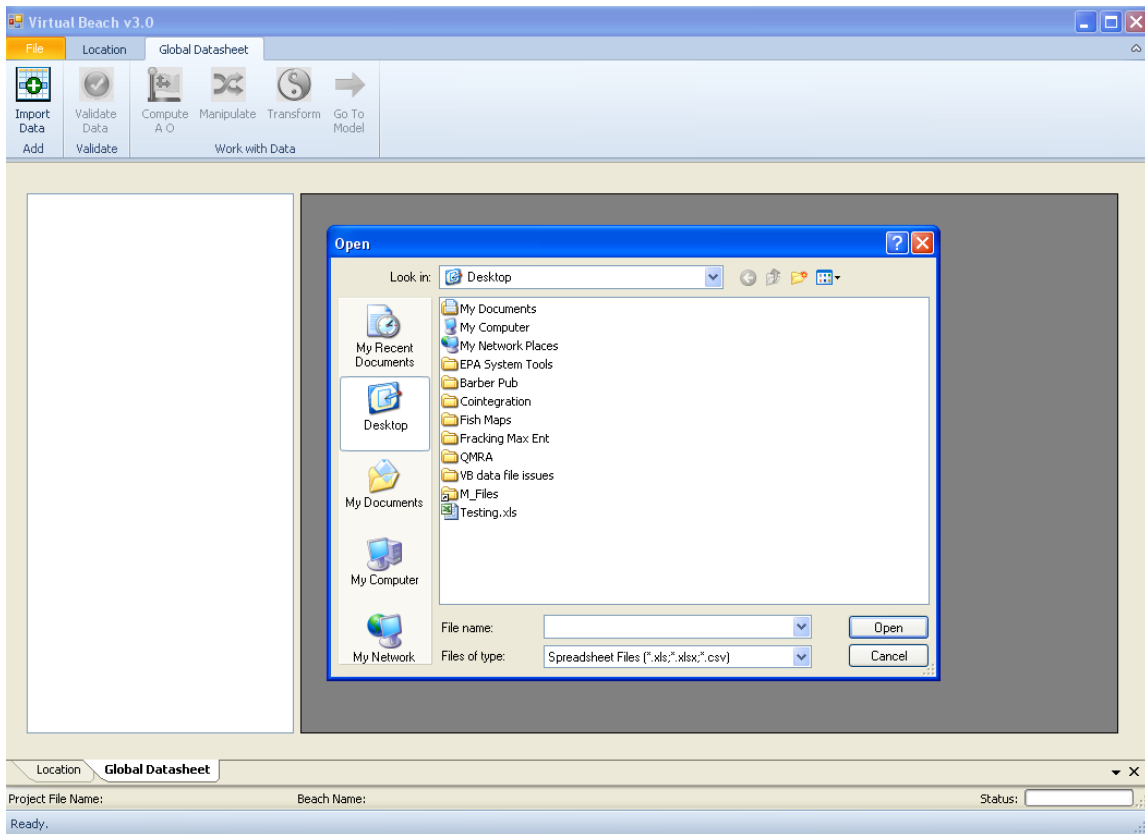 Virtual Beach v3.0
File Location Global Datasheet
Import Data
Validate Data
Compute A O
Manipulate
Transform
Go To Model
Add
Validate
Work with Data
Open
Look in: Desktop
My Recent Documents
Desktop
My Documents
My Computer
My Network
My Documents
My Computer
My Network Places
EPA System Tools
Barber Pub
Cointegration
Fish Maps
Fracking Max Ent
QMRA
VB data file issues
M_Files
Testing.xls
File name:
Open
Files of type: Spreadsheet Files (*.xls;*.xlsx;*.csv)
Cancel
Location Global Datasheet
Project File Name: Beach Name: Status:
Ready.